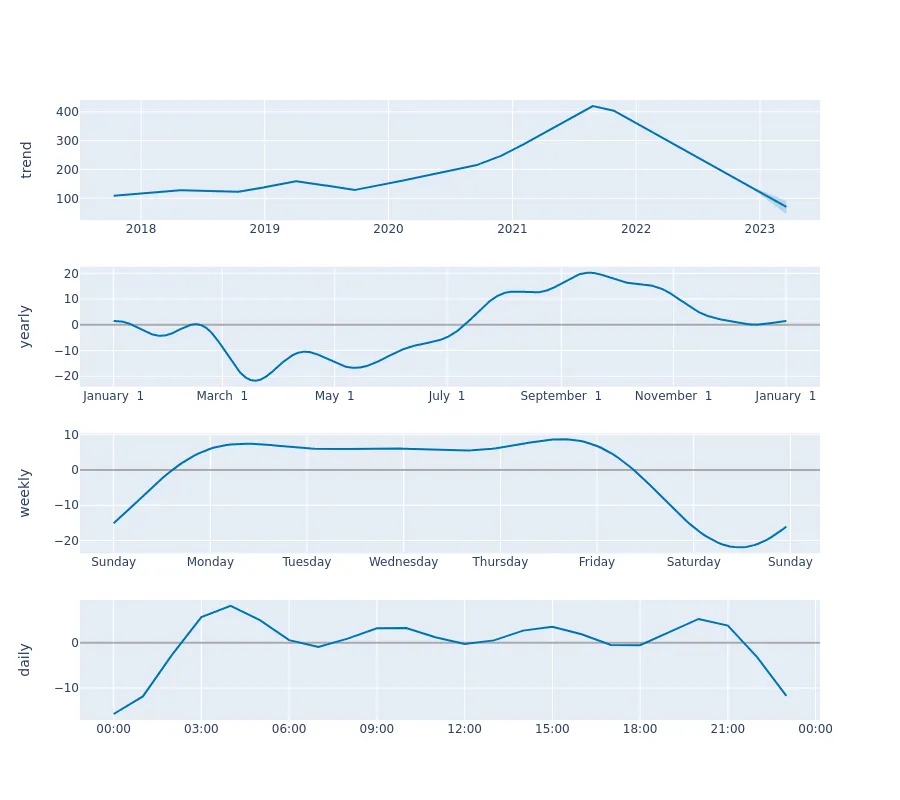 trend
400
300
200
100
2018 2019 2020 2021 2022 2023
yearly
20
10
0
−10
−20
January 1 March 1 May 1 July 1 September 1 November 1 January 1
weekly
10
0
−10
−20
Sunday Monday Tuesday Wednesday Thursday Friday Saturday Sunday
daily
0
−10
00:00 03:00 06:00 09:00 12:00 15:00 18:00 21:00 00:00